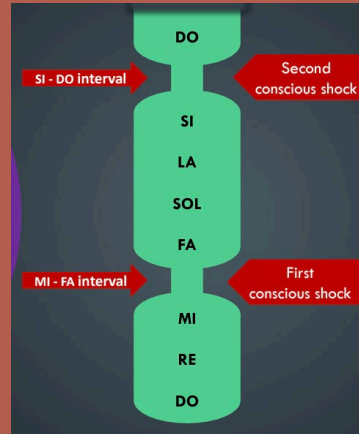 DO
SI - DO interval
Second
conscious shock
SI
LA
SOL
FA
MI - FA interval
First
conscious shock
MI
RE
DO